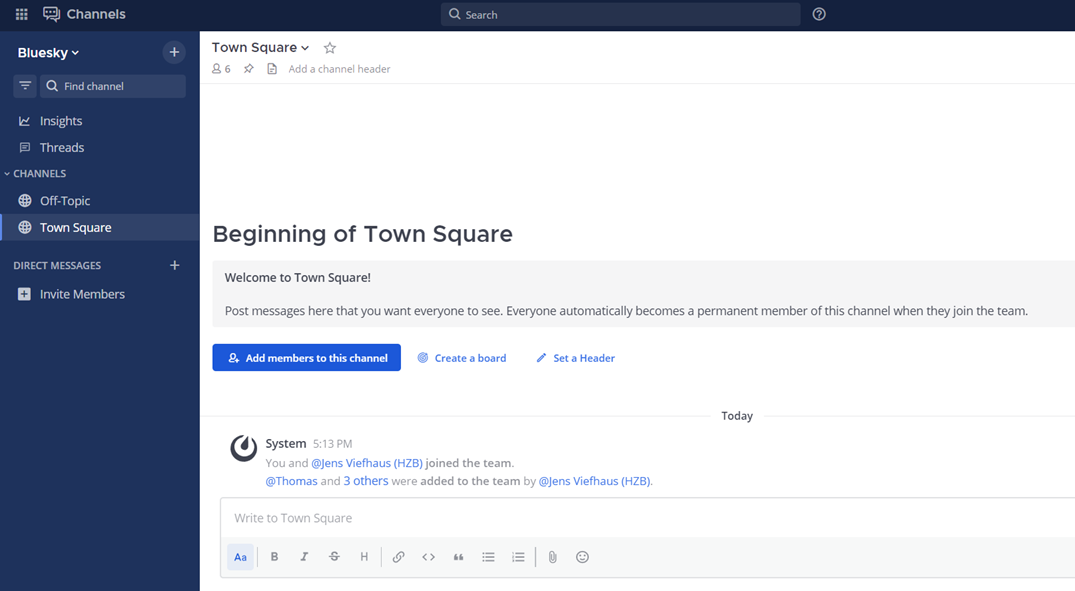 Channels
Search
Bluesky
Find channel
Insights
Threads
CHANNELS
Off-Topic
Town Square
DIRECT MESSAGES
Invite Members
Town Square
6 Add a channel header
Beginning of Town Square
Welcome to Town Square!
Post messages here that you want everyone to see. Everyone automatically becomes a permanent member of this channel when they join the team.
Add members to this channel Create a board Set a Header
Today
System 5:13 PM
You and @Jens Viefhaus (HZB) joined the team.
@Thomas and 3 others were added to the team by @Jens Viefhaus (HZB).
Write to Town Square
Aa B I S H